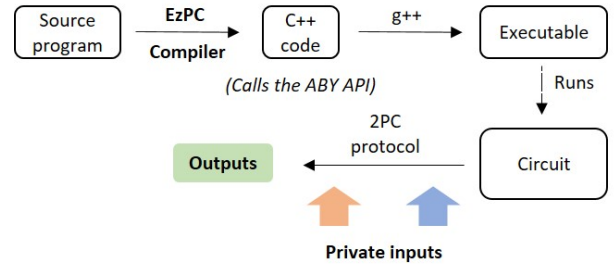 Source
program
EzPC
Compiler
C++
code
g++
Executable
(Calls the ABY API)
Runs
2PC
protocol
Circuit
Outputs
Private inputs